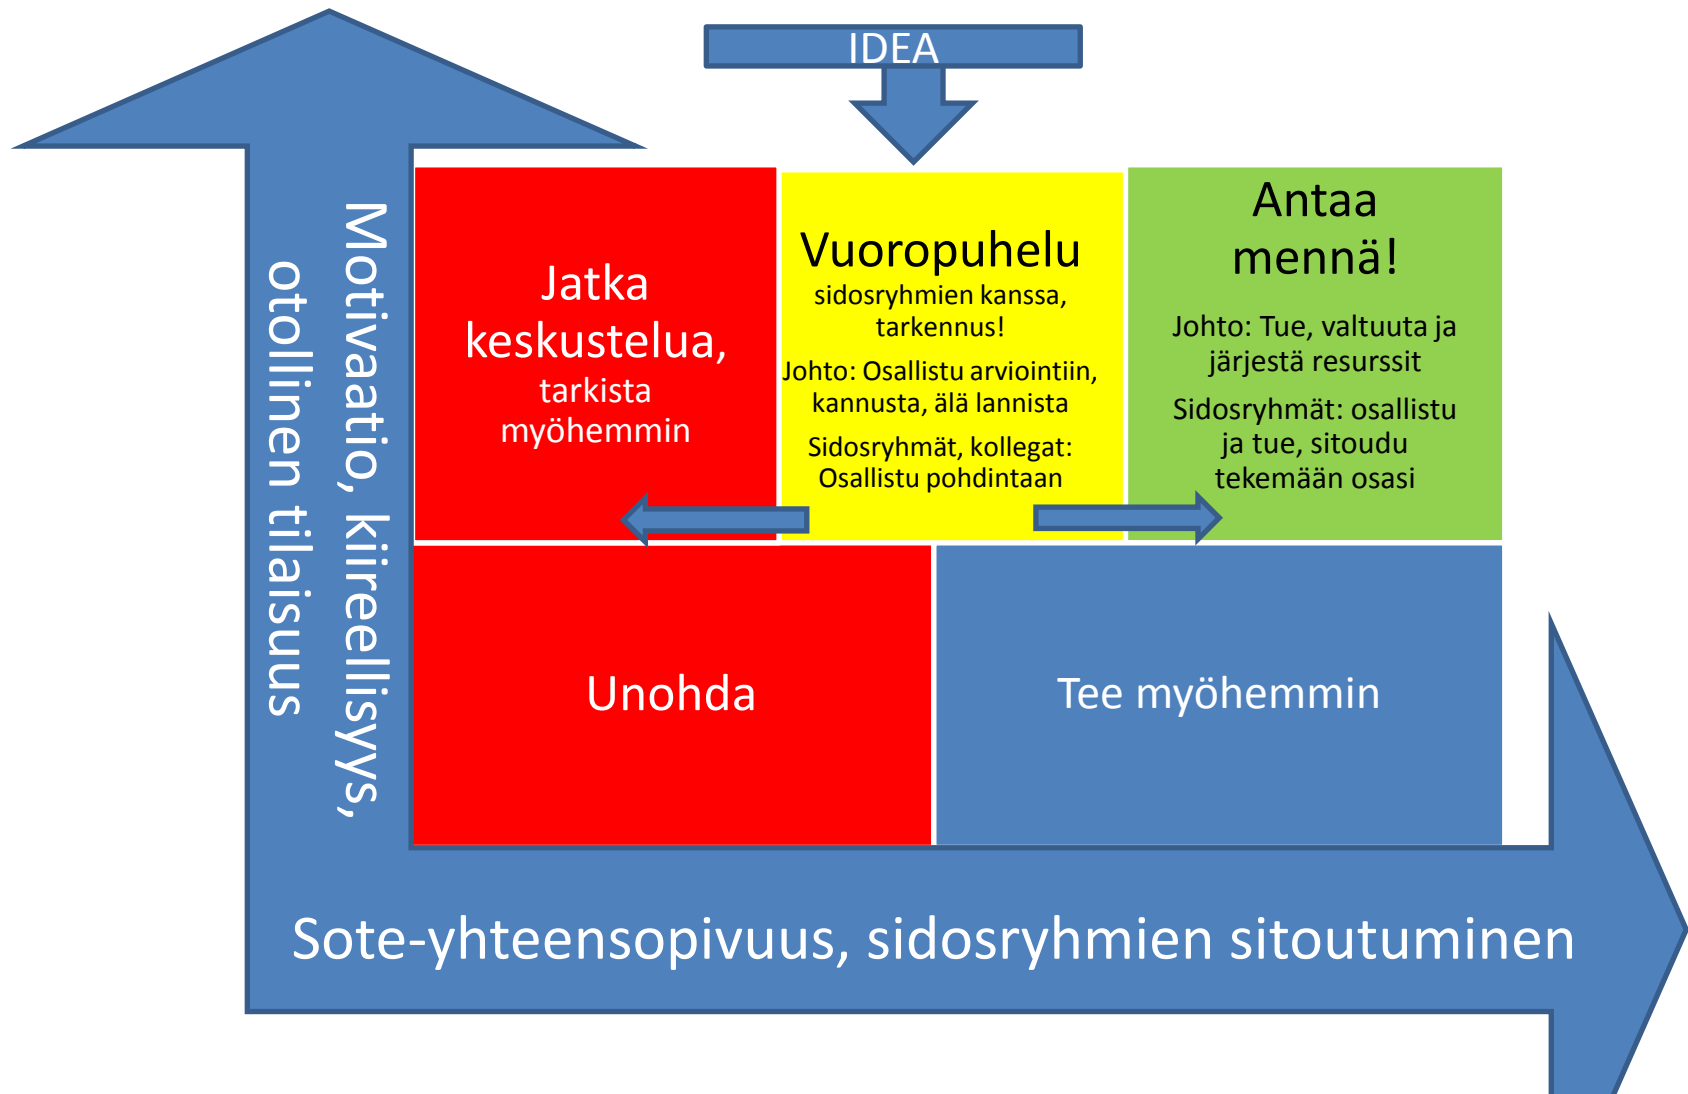 IDEA
Motivaatio, kiireellisyys,
otollinen tilaisuus
Jatka
keskustelua,
tarkista
myöhemmin
Vuoropuhelu
sidosryhmien kanssa,
tarkennus!
Johto: Osallistu arviointiin,
kannusta, älä lannista
Sidosryhmät, kollegat:
Osallistu pohdintaan
Antaa
mennä!
Johto: Tue, valtuuta ja
järjestä resurssit
Sidosryhmät: osallistu
ja tue, sitoudu
tekemään osasi
Unohda
Tee myöhemmin
Sote-yhteensopivuus, sidosryhmien sitoutuminen